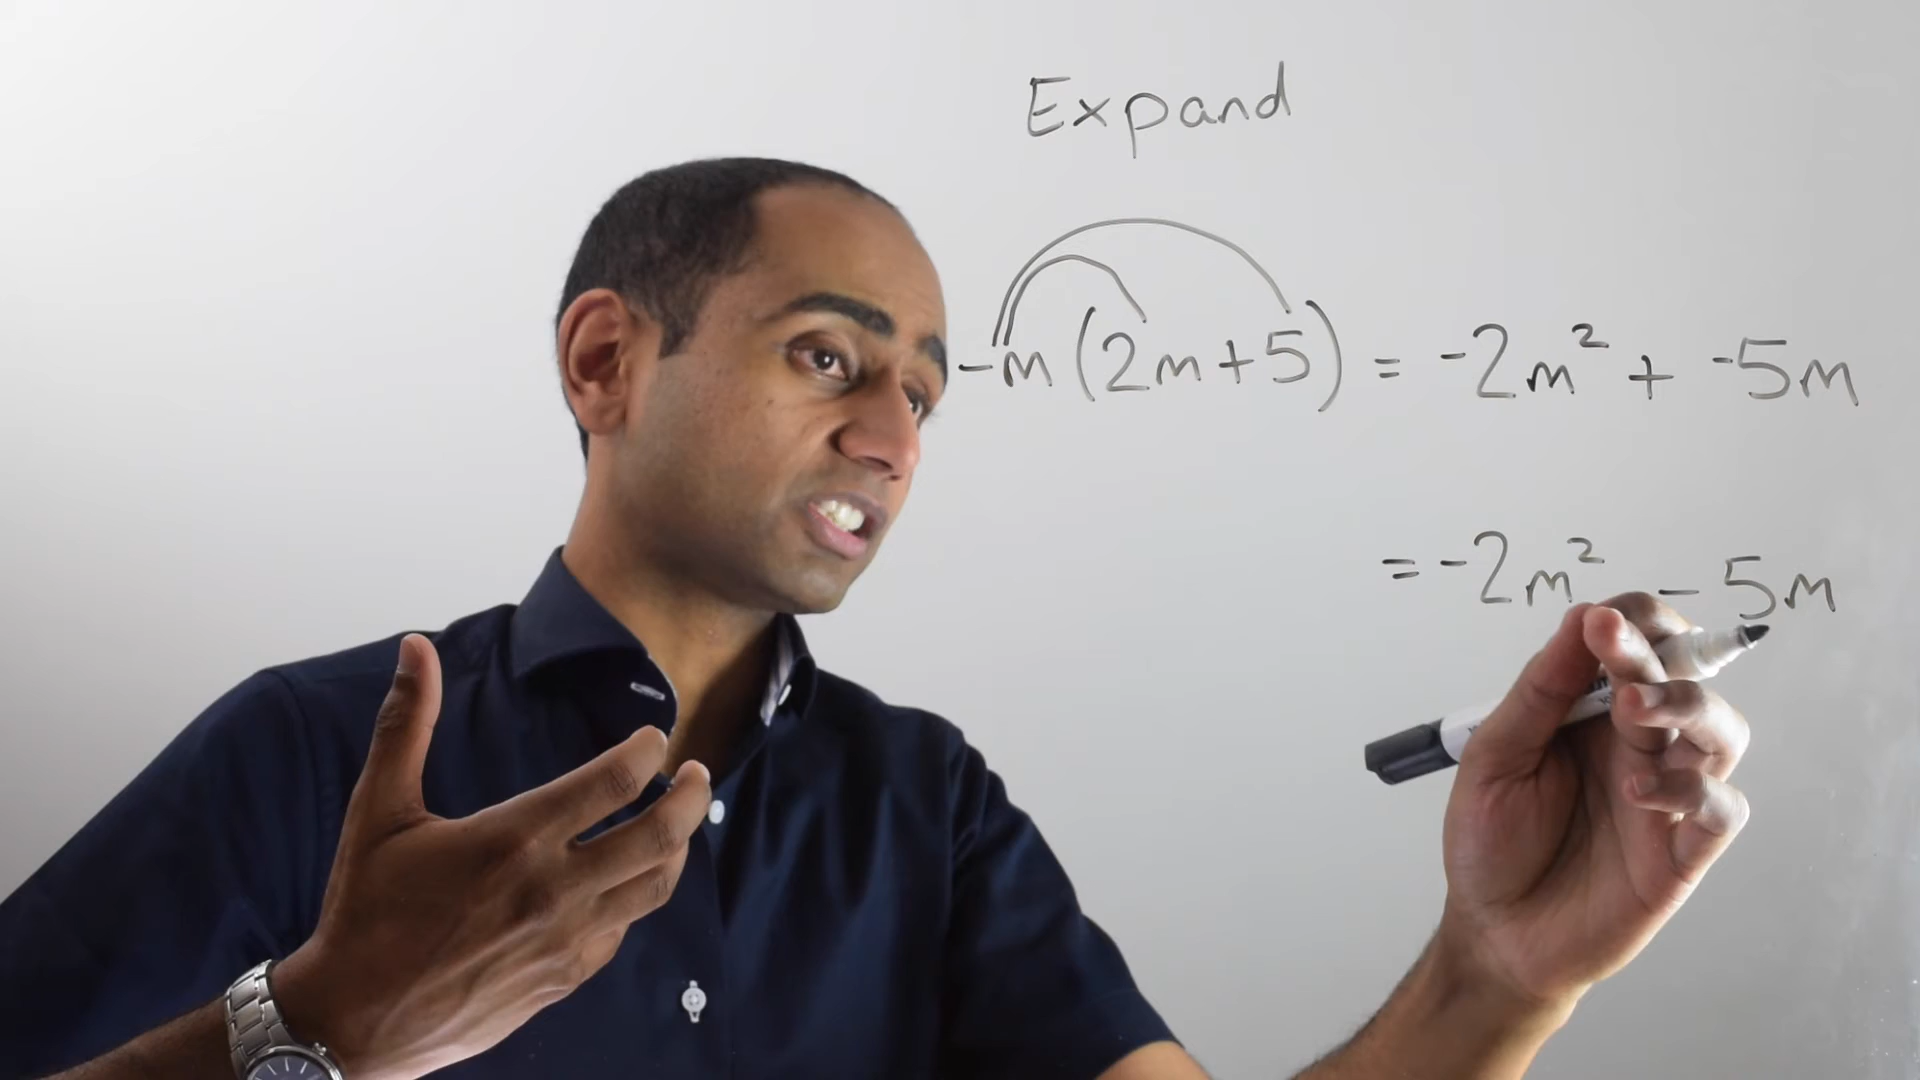 Expand
-m(2m+5) = -2m² + -5m
= -2m² - 5m